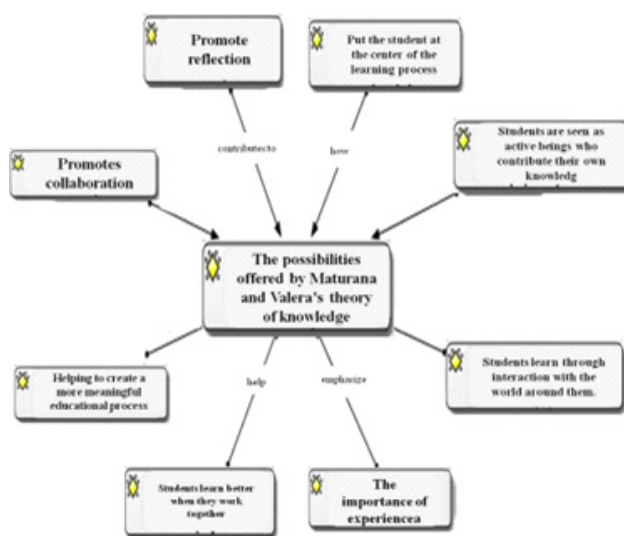 Promote
reflection
Put the student at
the center of the
learning process
Students are seen as
active beings who
contribute their own
knowledg
contributes to
how
Promotes
collaboration
The possibilities
offered by Maturana
and Valera's theory
of knowledge
Helping to create a
more meaningful
educational process
help
emphasize
Students learn through
interaction with the
world around them.
Students learn better
when they work
together
The
importance of
experiencea